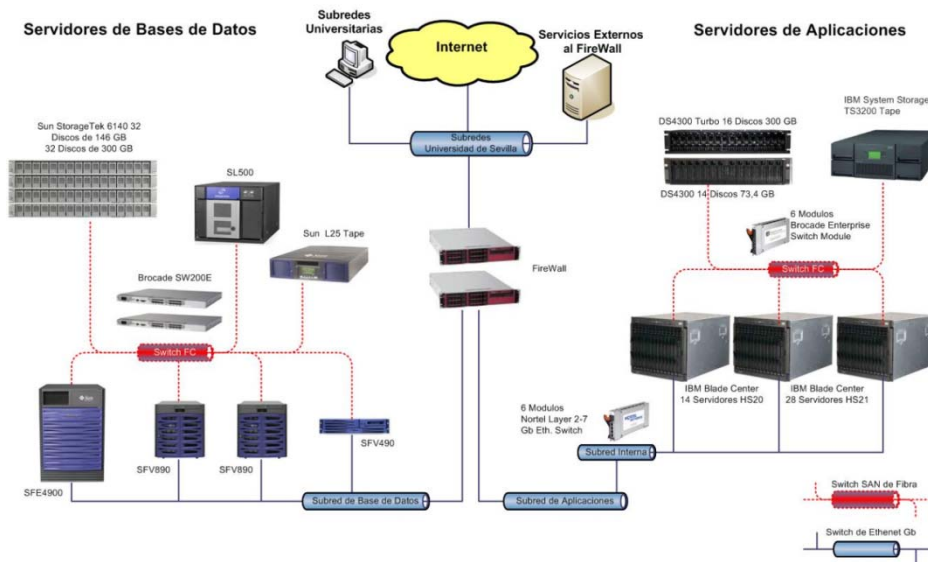 Servidores de Bases de Datos
Subredes
Universitarias
Internet
Servicios Externos
al FireWall
Servidores de Aplicaciones
Sun StorageTek 6140 32
Discos de 146 GB
32 Discos de 300 GB
SL500
Sun L25 Tape
Brocade SW200E
Switch FC
SFE4900
SFV890
SFV890
SFV490
Subred de Base de Datos
Subredes
Universidad de Sevilla
FireWall
DS4300 Turbo 16 Discos 300 GB
DS4300 14 Discos 73,4 GB
IBM System Storage
TS3200 Tape
6 Modulos
Brocade Enterprise
Switch Module
Switch FC
IBM Blade Center
14 Servidores HS20
IBM Blade Center
28 Servidores HS21
6 Modulos
Nortel Layer 2-7
Gb Eth. Switch
Subred Interna
Subred de Aplicaciones
Switch SAN de Fibra
Switch de Ethenet Gb